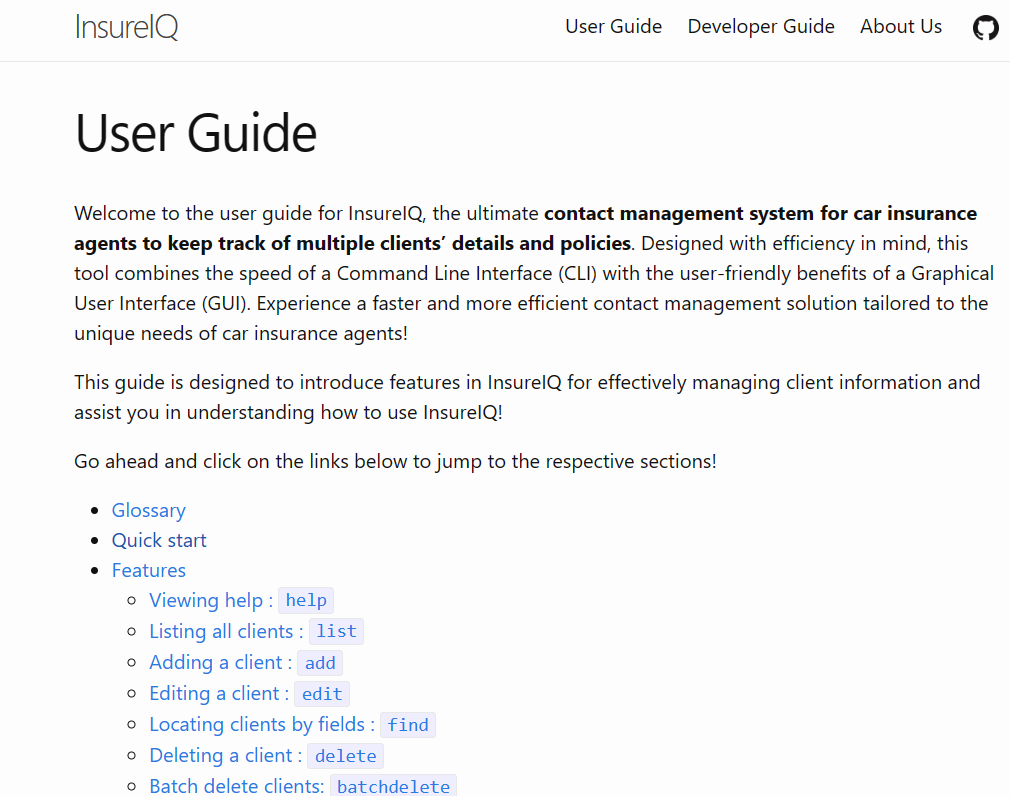 InsureIQ
User Guide
Developer Guide
About Us
User Guide
Welcome to the user guide for InsureIQ, the ultimate contact management system for car insurance
agents to keep track of multiple clients’ details and policies. Designed with efficiency in mind, this
tool combines the speed of a Command Line Interface (CLI) with the user-friendly benefits of a Graphical
User Interface (GUI). Experience a faster and more efficient contact management solution tailored to the
unique needs of car insurance agents!
This guide is designed to introduce features in InsureIQ for effectively managing client information and
assist you in understanding how to use InsureIQ!
Go ahead and click on the links below to jump to the respective sections!
Glossary
Quick start
Features
Viewing help : help
Listing all clients : list
Adding a client : add
Editing a client : edit
Locating clients by fields : find
Deleting a client : delete
Batch delete clients: batchdelete